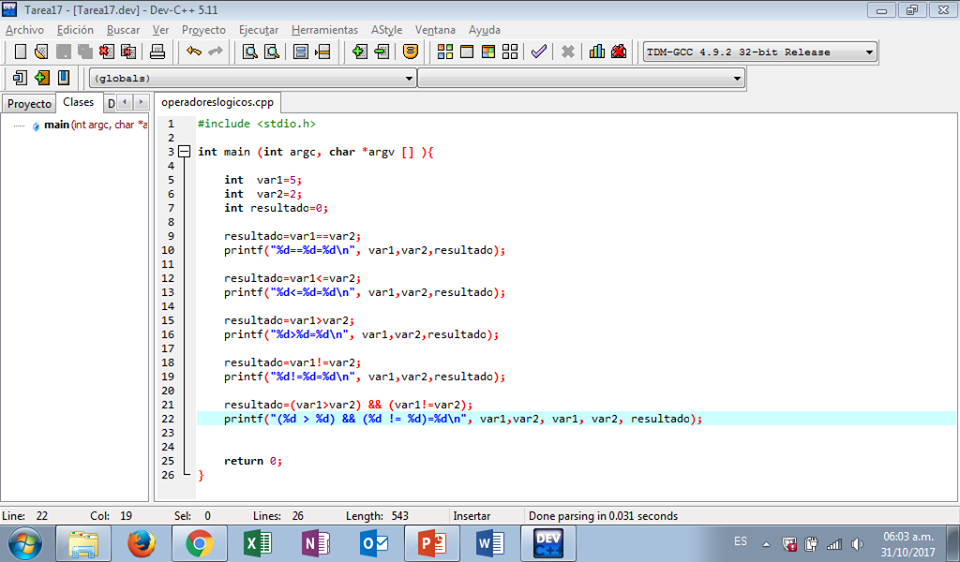 Tarea17 - [Tarea17.dev] - Dev-C++ 5.11
Archivo Edición Buscar Ver Proyecto Ejecutar Herramientas AStyle Ventana Ayuda
TDM-GCC 4.9.2 32-bit Release
(globals)
Proyecto Clases D operadoreslogicos.cpp
main (int argc, char *a
1 #include <stdio.h>
2
3 int main (int argc, char *argv [] ){
4
5 int  var1=5;
6 int  var2=2;
7 int resultado=0;
8
9 resultado=var1==var2;
10 printf("%d==%d=%d\n", var1,var2,resultado);
11
12 resultado=var1<=var2;
13 printf("%d<=%d=%d\n", var1,var2,resultado);
14
15 resultado=var1>var2;
16 printf("%d>%d=%d\n", var1,var2,resultado);
17
18 resultado=var1!=var2;
19 printf("%d!=%d=%d\n", var1,var2,resultado);
20
21 resultado=(var1>var2) && (var1!=var2);
22 printf("(%d > %d) && (%d != %d)=%d\n", var1,var2, var1, var2, resultado);
23
24
25 return 0;
26 }
Line: 22 Col: 19 Sel: 0 Lines: 26 Length: 543 Insertar Done parsing in 0.031 seconds
DEV C++
ES
06:03 a.m.
31/10/2017